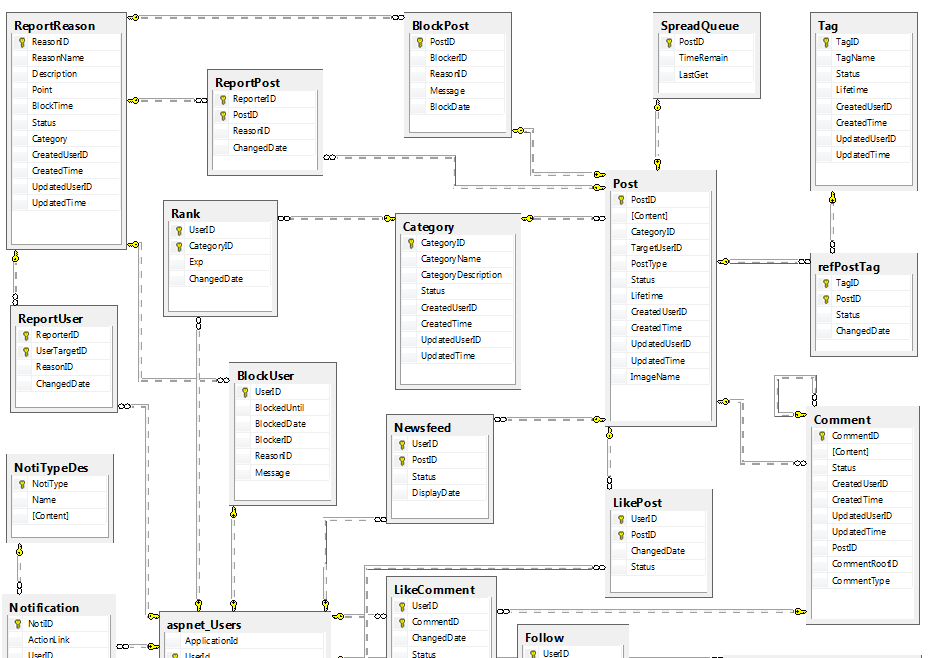 ReportReason
ReasonID
ReasonName
Description
Point
BlockTime
Status
Category
CreatedUserID
CreatedTime
UpdatedUserID
UpdatedTime
BlockPost
PostID
BlockerID
ReasonID
Message
BlockDate
SpreadQueue
PostID
TimeRemain
LastGet
Tag
TagID
TagName
Status
Lifetime
CreatedUserID
CreatedTime
UpdatedUserID
UpdatedTime
ReportPost
ReporterID
PostID
ReasonID
ChangedDate
Post
PostID
[Content]
CategoryID
TargetUserID
PostType
Status
Lifetime
CreatedUserID
CreatedTime
UpdatedUserID
UpdatedTime
ImageName
Rank
UserID
CategoryID
Exp
ChangedDate
Category
CategoryID
CategoryName
CategoryDescription
Status
CreatedUserID
CreatedTime
UpdatedUserID
UpdatedTime
refPostTag
TagID
PostID
Status
ChangedDate
ReportUser
ReporterID
UserTargetID
ReasonID
ChangedDate
BlockUser
UserID
BlockedUntil
BlockedDate
BlockerID
ReasonID
Message
Newsfeed
UserID
PostID
Status
DisplayDate
Comment
CommentID
[Content]
Status
CreatedUserID
CreatedTime
UpdatedUserID
UpdatedTime
PostID
CommentRootID
CommentType
NotiTypeDes
NotiType
Name
[Content]
LikePost
UserID
PostID
ChangedDate
Status
Notification
NotiID
ActionLink
UserID
aspnet_Users
ApplicationId
UserId
LikeComment
UserID
CommentID
ChangedDate
Status
Follow
UserID